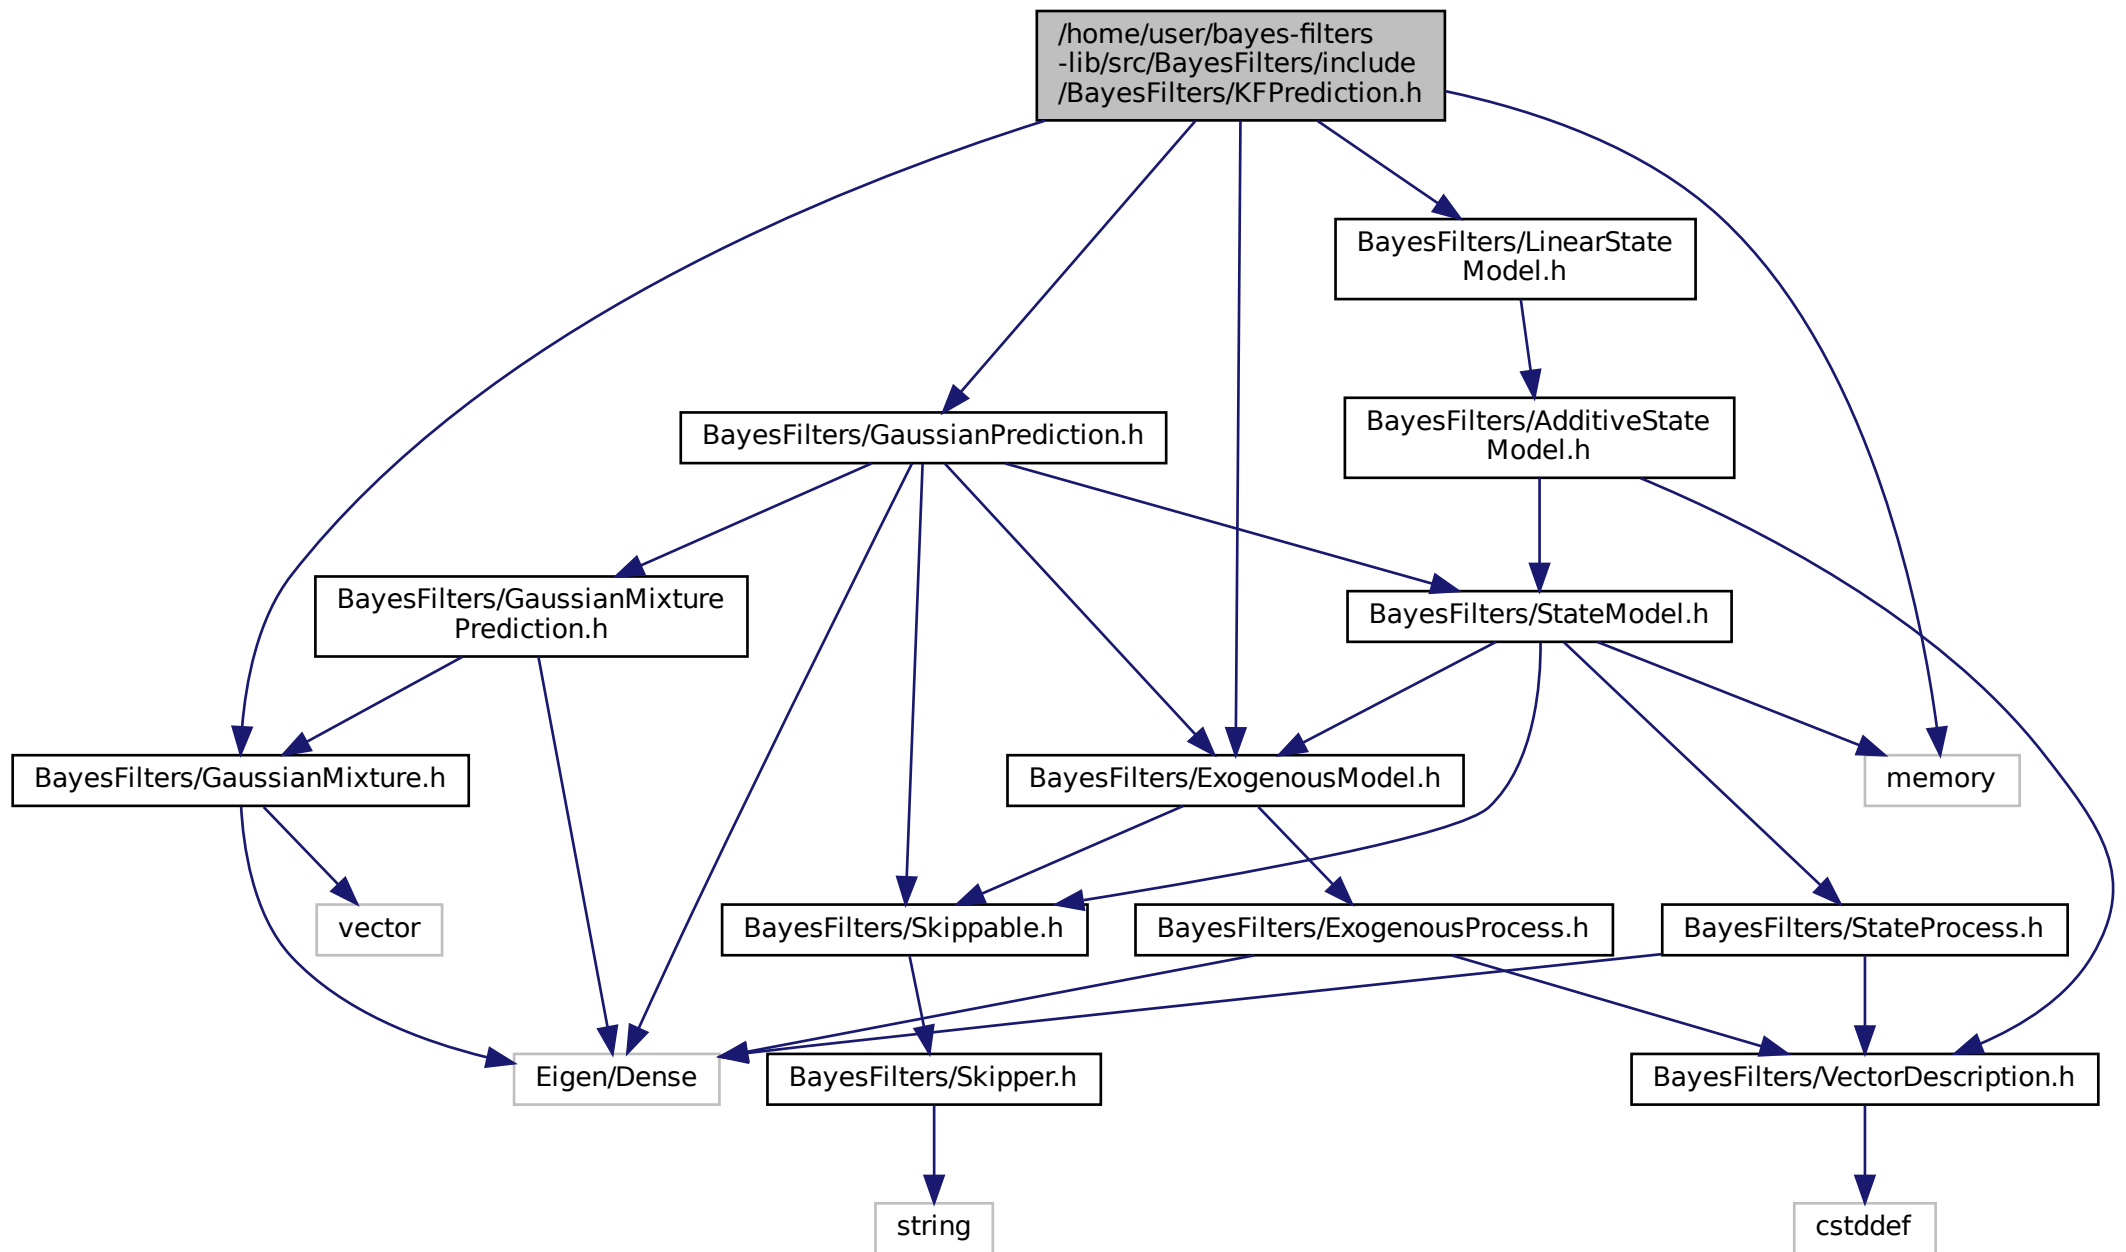 /home/user/bayes-filters
-lib/src/BayesFilters/include
/BayesFilters/KFPrediction.h
BayesFilters/LinearState
Model.h
BayesFilters/GaussianPrediction.h
BayesFilters/AdditiveState
Model.h
BayesFilters/GaussianMixture
Prediction.h
BayesFilters/StateModel.h
BayesFilters/GaussianMixture.h
BayesFilters/ExogenousModel.h
memory
vector
BayesFilters/Skippable.h
BayesFilters/ExogenousProcess.h
BayesFilters/StateProcess.h
Eigen/Dense
BayesFilters/Skipper.h
BayesFilters/VectorDescription.h
string
cstddef